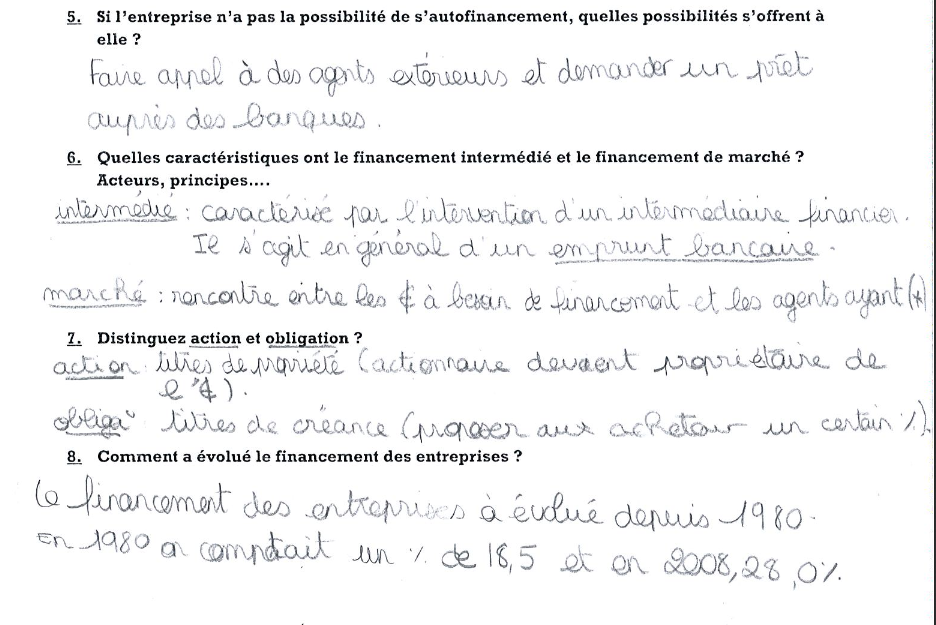 5. Si l'entreprise n'a pas la possibilité de s'autofinancement, quelles possibilités s'offrent à
elle ?
Faire appel à des agents extérieurs et demander un prêt
auprès des banques.
6. Quelles caractéristiques ont le financement intermédié et le financement de marché ?
Acteurs, principes....
intermédié : caractérisé par l'intervention d'un intermédiaire financier.
Il s'agit en général d'un emprunt bancaire.
marché : rencontre entre les à besoin de financement et les agents ayant (*)
7. Distinguez action et obligation ?
action titres de propriété (actionnaire devient propriétaire de
l').
obliga° titres de créance (proposer aux acheteur un certain %).
8. Comment a évolué le financement des entreprises ?
Le financement des entreprises à évolué depuis 1980.
En 1980 on comptait un % de 18,5 et en 2008, 28,0%.